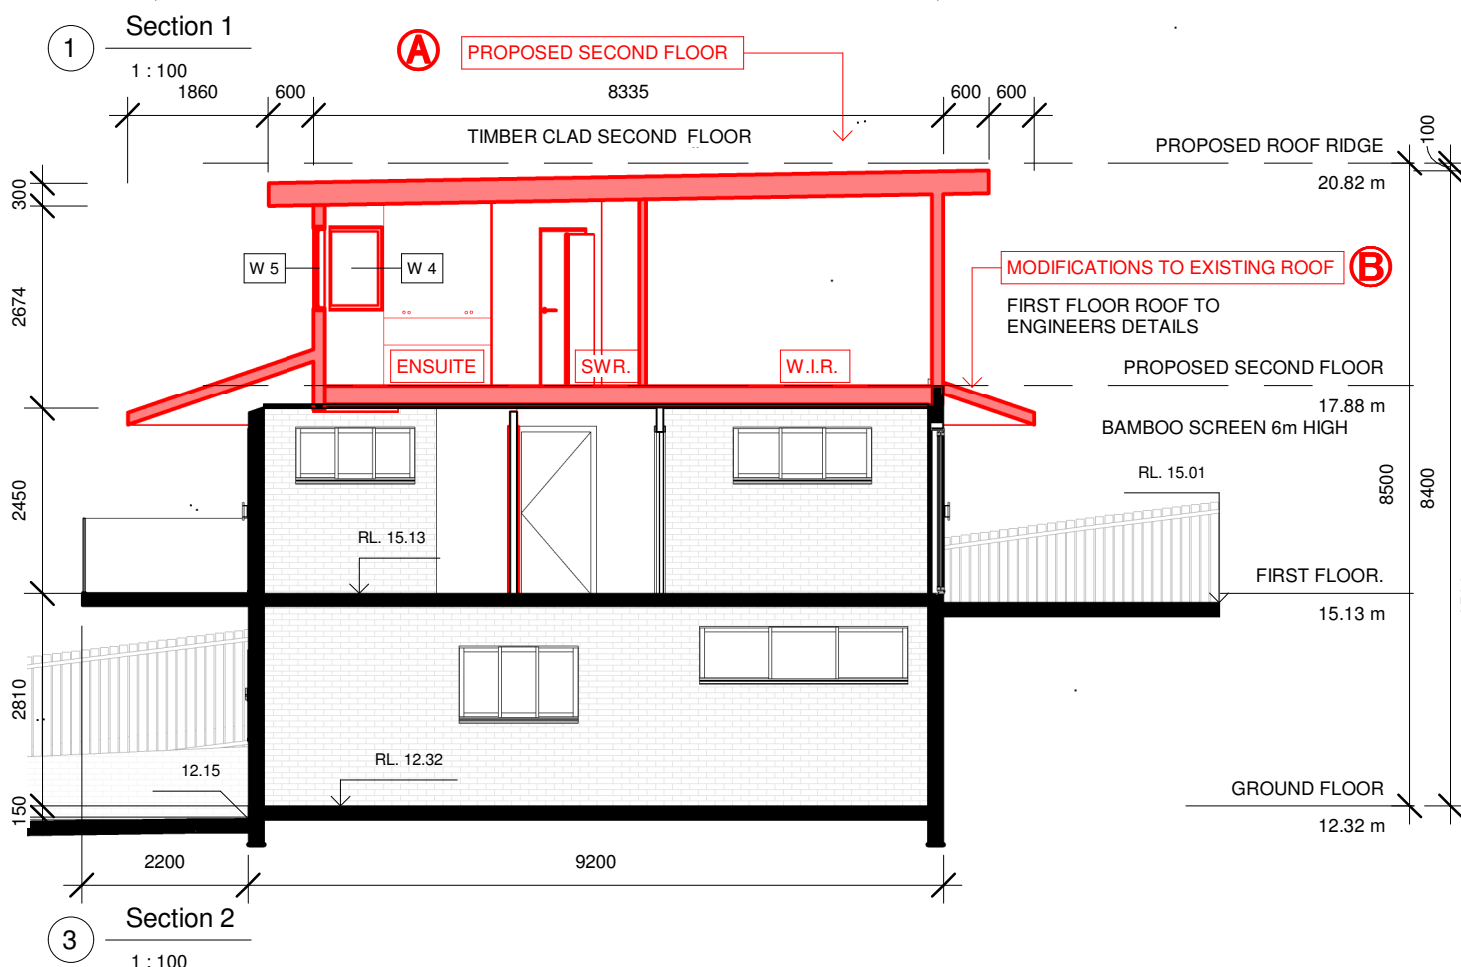 1
Section 1
1 : 100
A
PROPOSED SECOND FLOOR
1860
600
8335
600
600
TIMBER CLAD SECOND FLOOR
PROPOSED ROOF RIDGE
20.82 m
100
300
W 5
W 4
MODIFICATIONS TO EXISTING ROOF
B
FIRST FLOOR ROOF TO
ENGINEERS DETAILS
2674
ENSUITE
SWR.
W.I.R.
PROPOSED SECOND FLOOR
17.88 m
BAMBOO SCREEN 6m HIGH
RL. 15.01
2450
8500
8400
RL. 15.13
FIRST FLOOR.
15.13 m
2810
RL. 12.32
12.15
150
GROUND FLOOR
12.32 m
2200
9200
3
Section 2
1 : 100